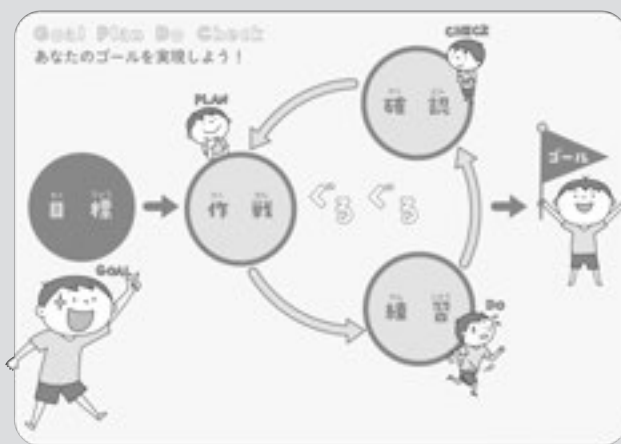 Goal Plan Do Check
あなたのゴールを実現しよう！
CHECK
確認
PLAN
ゴール
目標
作戦
ぐるぐる
GOAL
練習
DO